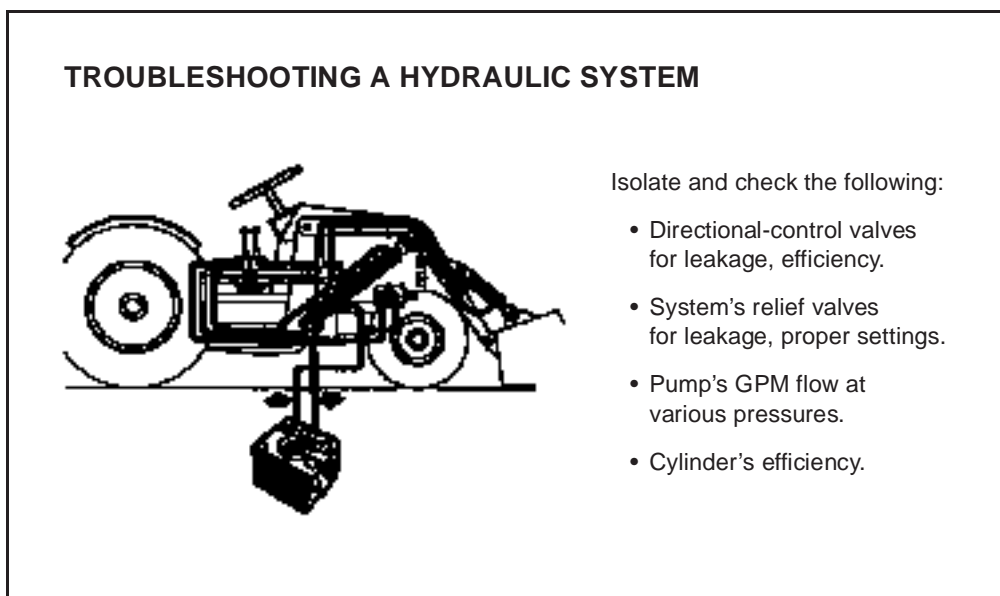 TROUBLESHOOTING A HYDRAULIC SYSTEM
Isolate and check the following:
• Directional-control valves
for leakage, efficiency.
• System’s relief valves
for leakage, proper settings.
• Pump’s GPM flow at
various pressures.
• Cylinder’s efficiency.